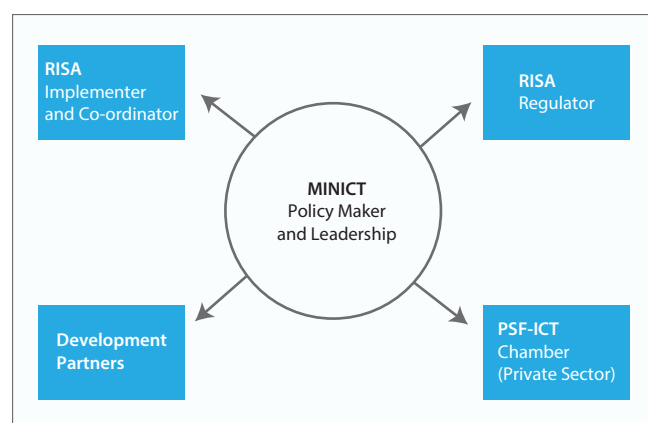 RISA
Implementer
and Co-ordinator
RISA
Regulator
MINICT
Policy Maker
and Leadership
Development
Partners
PSF-ICT
Chamber
(Private Sector)